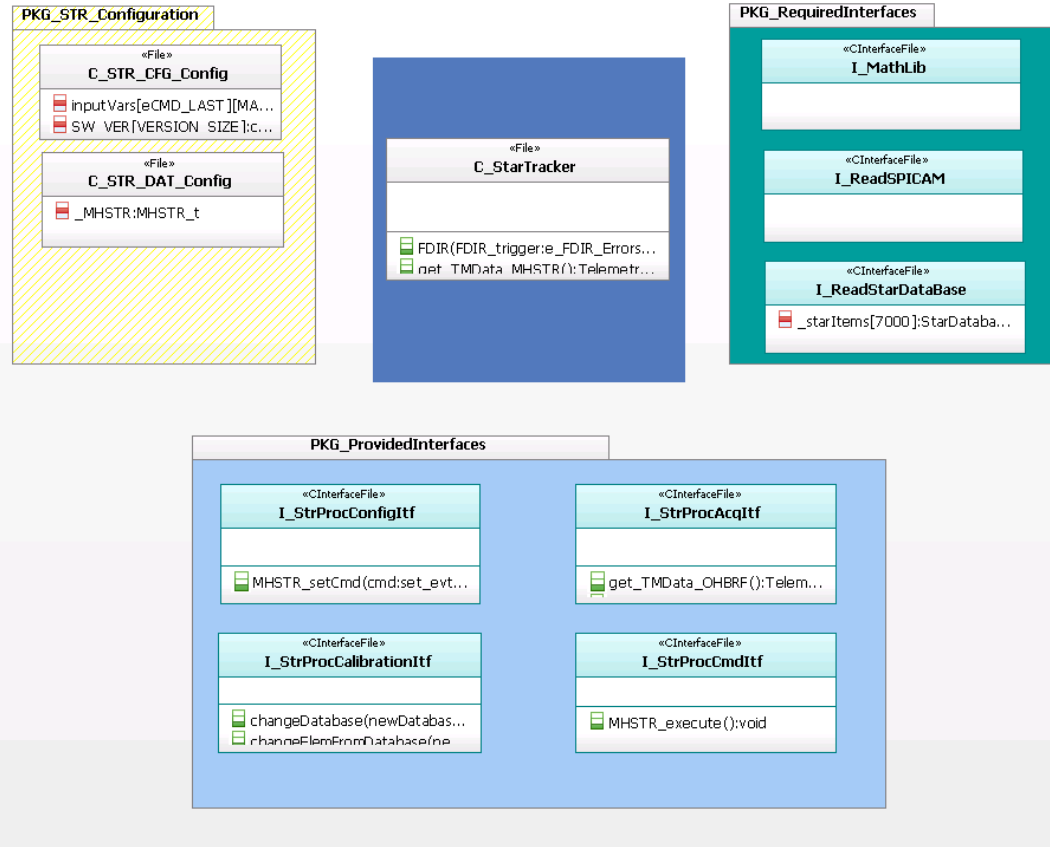 PKG_STR_Configuration
«File»
C_STR_CFG_Config
inputVars[eCMD_LAST][MA...
SW_VER[VERSION_SIZE]:c...
«File»
C_STR_DAT_Config
_MHSTR:MHSTR_t
«File»
C_StarTracker
FDIR(FDIR_trigger:e_FDIR_Errors...
get_TMData_MHSTR():Telemetr...
PKG_RequiredInterfaces
«CInterfaceFile»
I_MathLib
«CInterfaceFile»
I_ReadSPICAM
«CInterfaceFile»
I_ReadStarDataBase
_starItems[7000]:StarDataba...
PKG_ProvidedInterfaces
«CInterfaceFile»
I_StrProcConfigItf
MHSTR_setCmd(cmd:set_evt...
«CInterfaceFile»
I_StrProcAcqItf
get_TMData_OHBRF():Telem...
«CInterfaceFile»
I_StrProcCalibrationItf
changeDatabase(newDatabas...
changeElemFromDatabase(ne
«CInterfaceFile»
I_StrProcCmdItf
MHSTR_execute():void